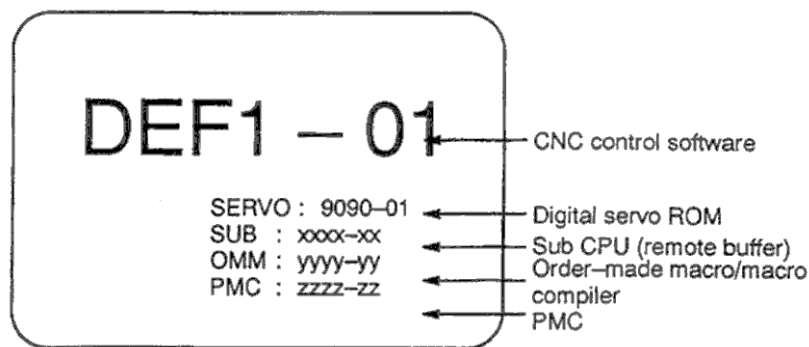 DEF1 – 01
CNC control software
SERVO : 9090–01
Digital servo ROM
SUB : xxxx–xx
Sub CPU (remote buffer)
OMM : yyyy–yy
Order–made macro/macro
compiler
PMC : zzzz–zz
PMC